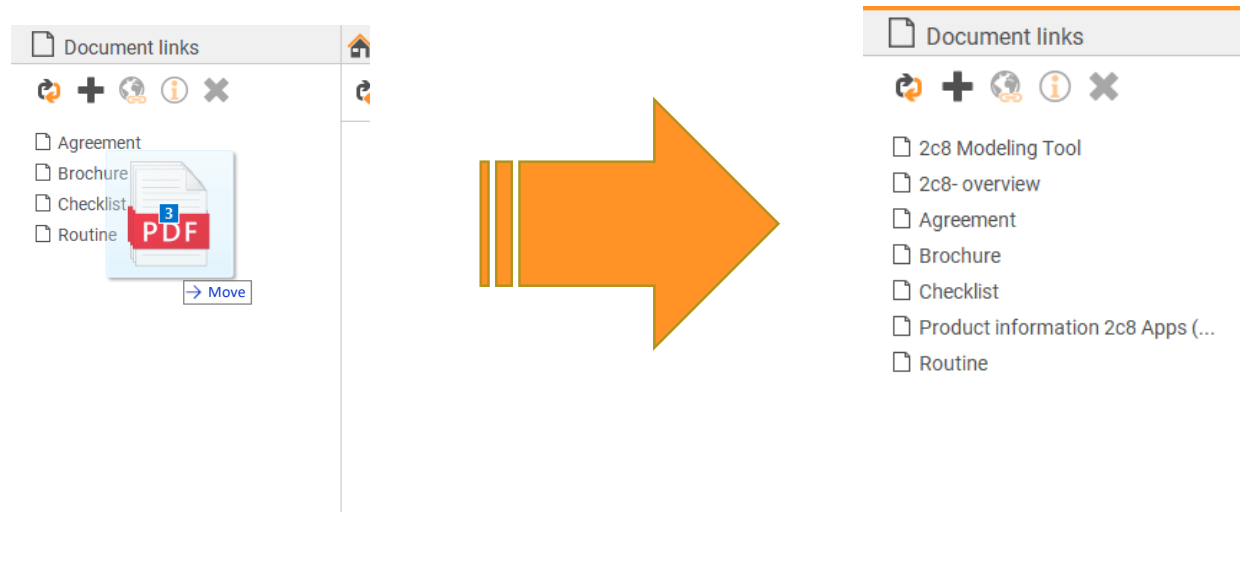 Document links
Agreement
Brochure
Checklist
Routine
3
PDF
Move
Document links
2c8 Modeling Tool
2c8- overview
Agreement
Brochure
Checklist
Product information 2c8 Apps (...
Routine